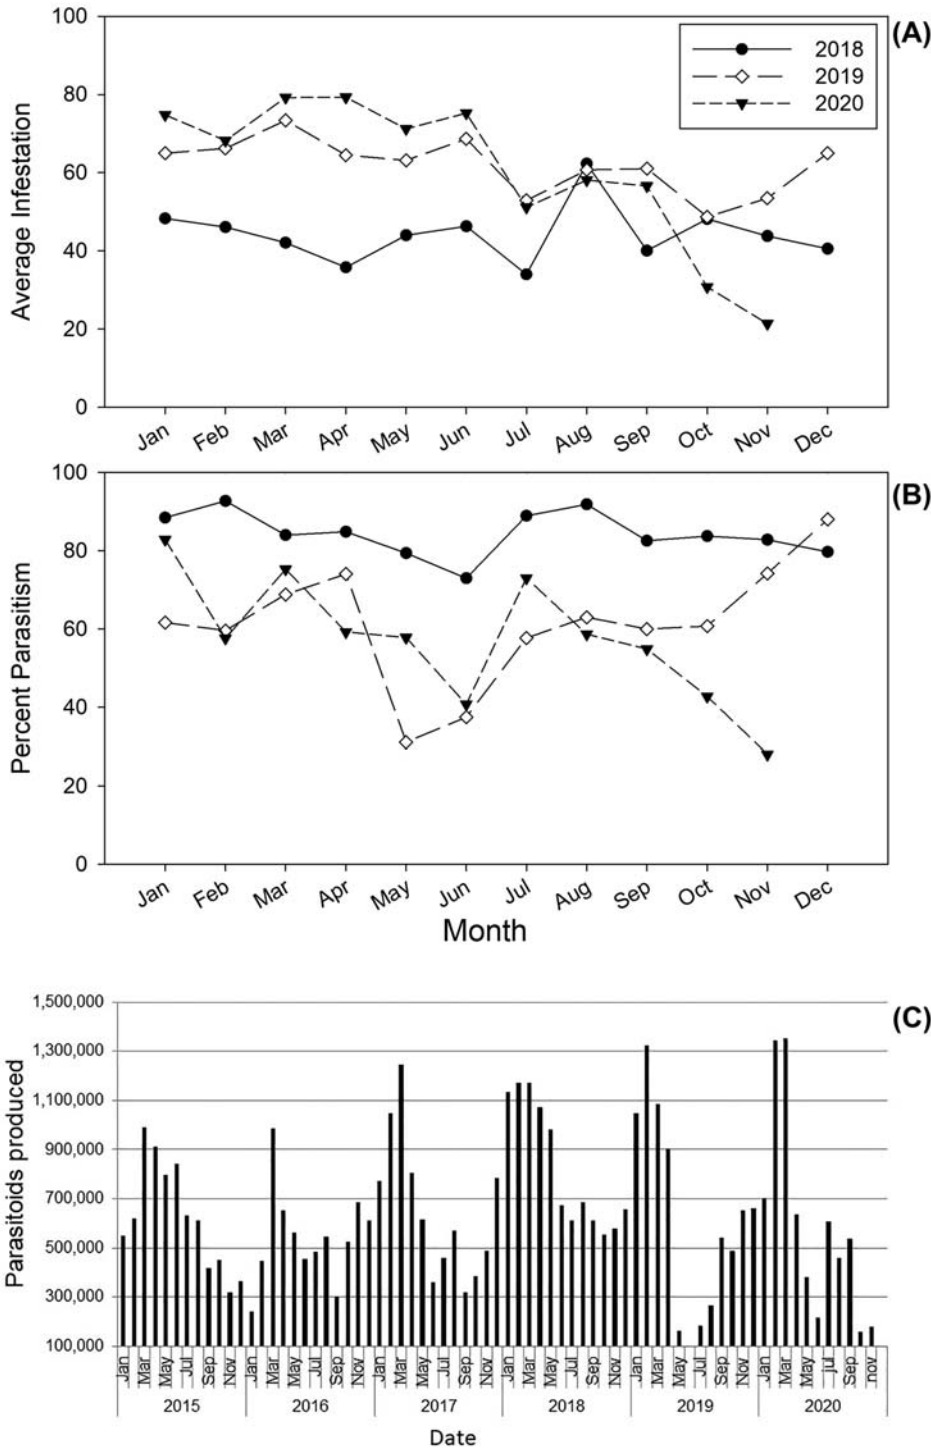 (A)
100
80
60
40
20
0
Average Infestation
2018
2019
2020
Jan Feb Mar Apr May Jun Jul Aug Sep Oct Nov Dec
(B)
100
80
60
40
20
0
Percent Parasitism
Jan Feb Mar Apr May Jun Jul Aug Sep Oct Nov Dec
Month
(C)
1,500,000
1,300,000
1,100,000
900,000
700,000
500,000
300,000
100,000
Parasitoids produced
Jan Mar May Jul Sep Nov Jan Mar May Jul Sep Nov Jan Mar May Jul Sep Nov Jan Mar May Jul Sep Nov Jan Mar May Jul Sep Nov Jan Mar May jul Sep nov
2015 2016 2017 2018 2019 2020
Date